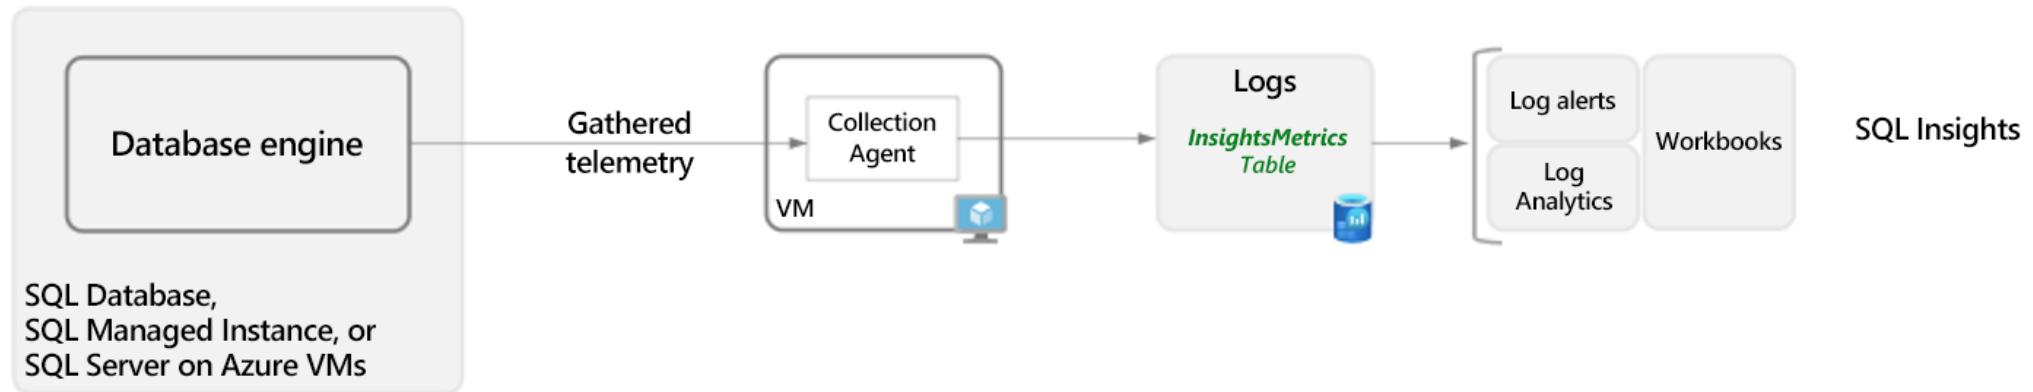 Database engine
SQL Database,
SQL Managed Instance, or
SQL Server on Azure VMs
Gathered
telemetry
Collection
Agent
VM
Logs
InsightsMetrics
Table
Log alerts
Log
Analytics
Workbooks
SQL Insights